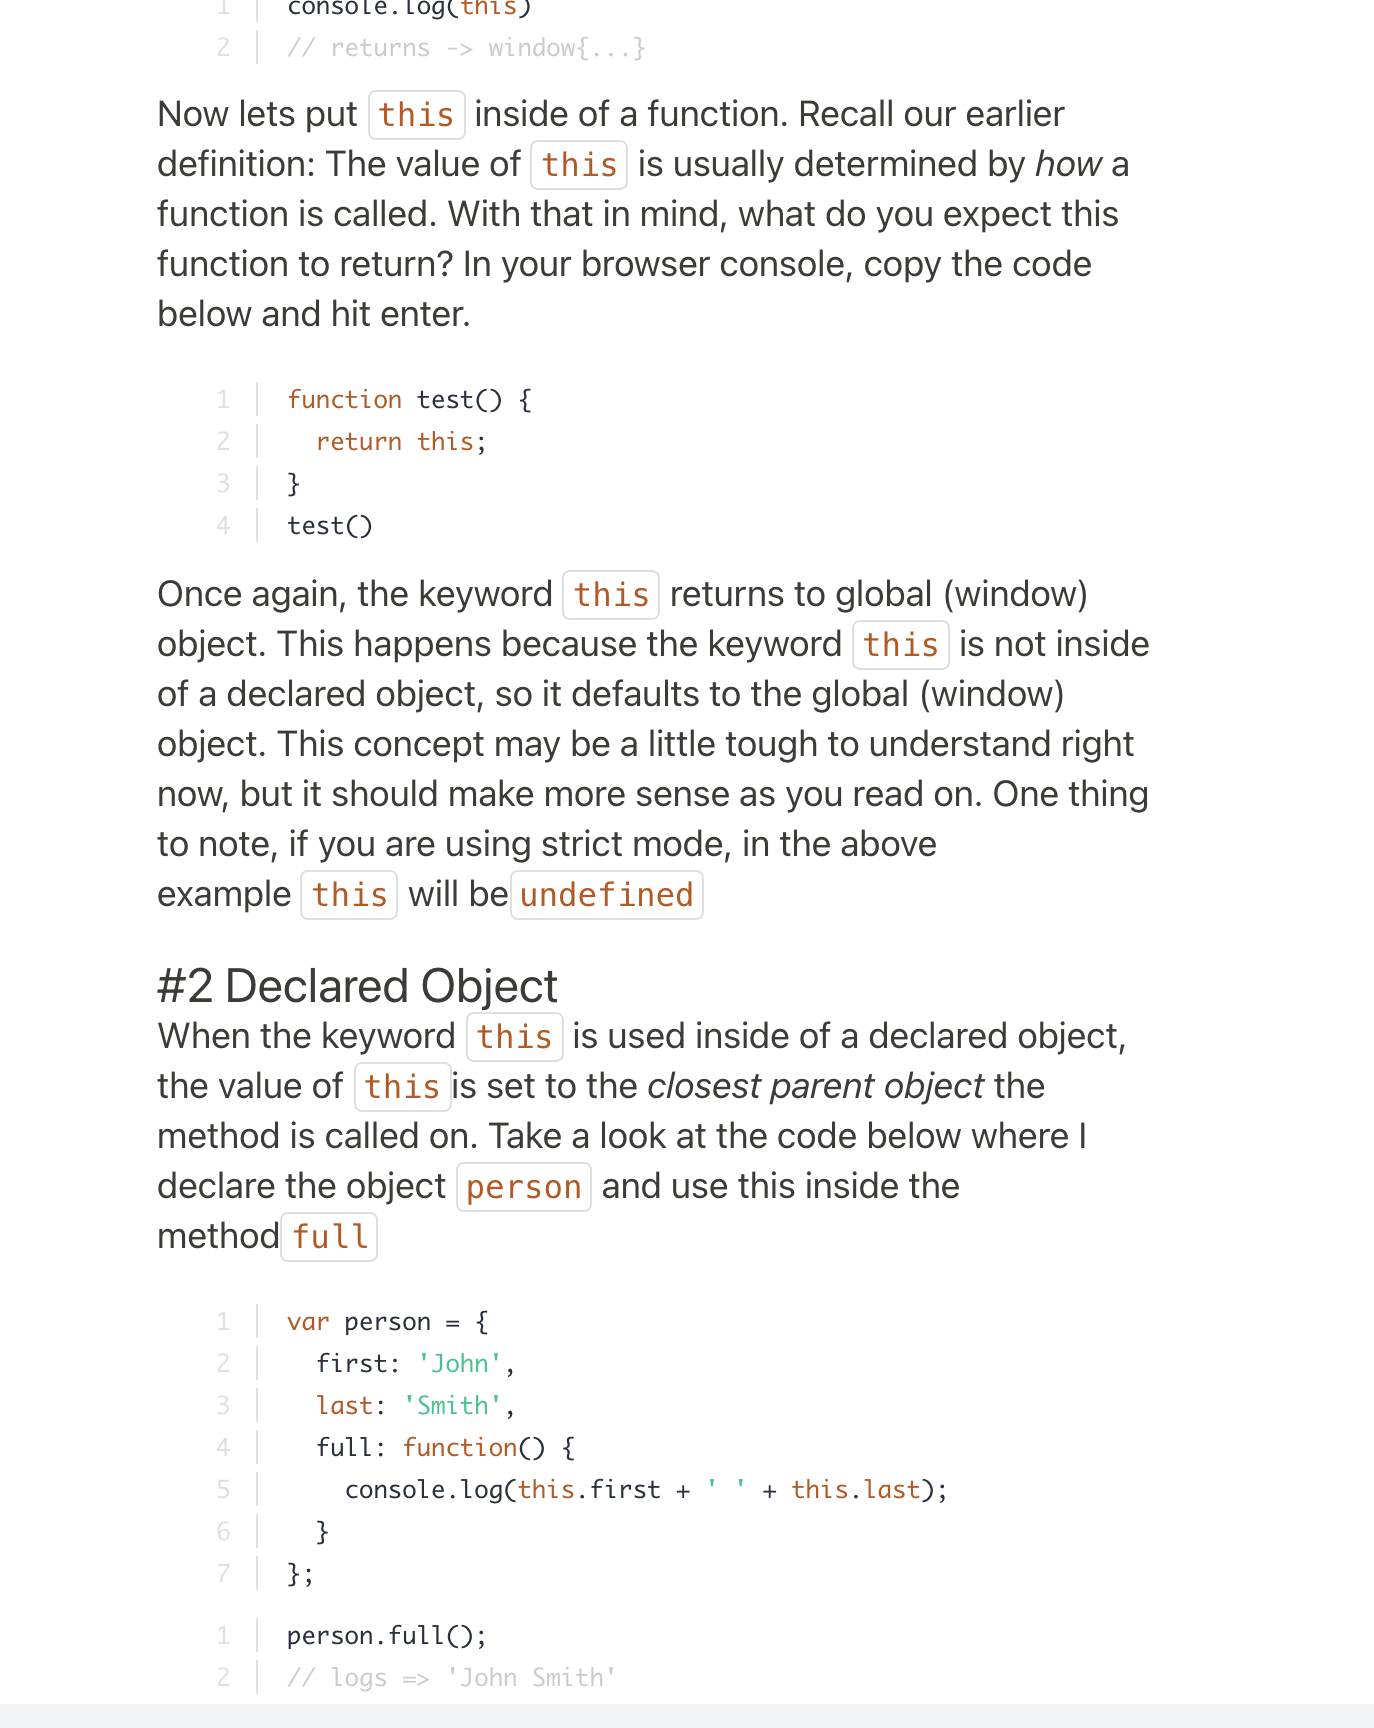 1 console.log(this)
2 // returns -> window{...}
Now lets put this inside of a function. Recall our earlier
definition: The value of this is usually determined by how a
function is called. With that in mind, what do you expect this
function to return? In your browser console, copy the code
below and hit enter.
1 function test() {
2   return this;
3 }
4 test()
Once again, the keyword this returns to global (window)
object. This happens because the keyword this is not inside
of a declared object, so it defaults to the global (window)
object. This concept may be a little tough to understand right
now, but it should make more sense as you read on. One thing
to note, if you are using strict mode, in the above
example this will be undefined
#2 Declared Object
When the keyword this is used inside of a declared object,
the value of this is set to the closest parent object the
method is called on. Take a look at the code below where I
declare the object person and use this inside the
method full
1 var person = {
2   first: 'John',
3   last: 'Smith',
4   full: function() {
5     console.log(this.first + ' ' + this.last);
6   }
7 };
1 person.full();
2 // logs => 'John Smith'